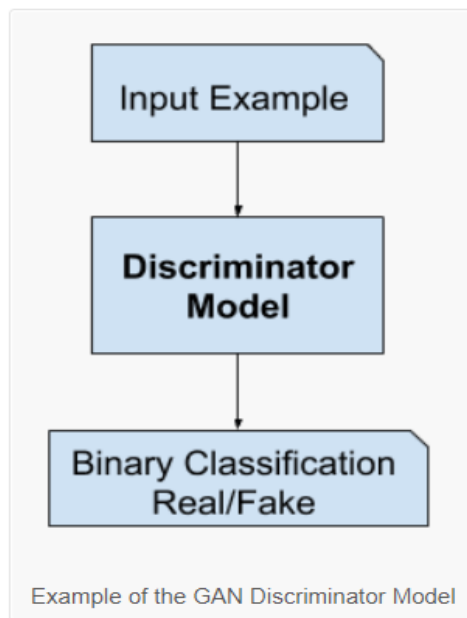 Input Example
Discriminator
Model
Binary Classification
Real/Fake
Example of the GAN Discriminator Model